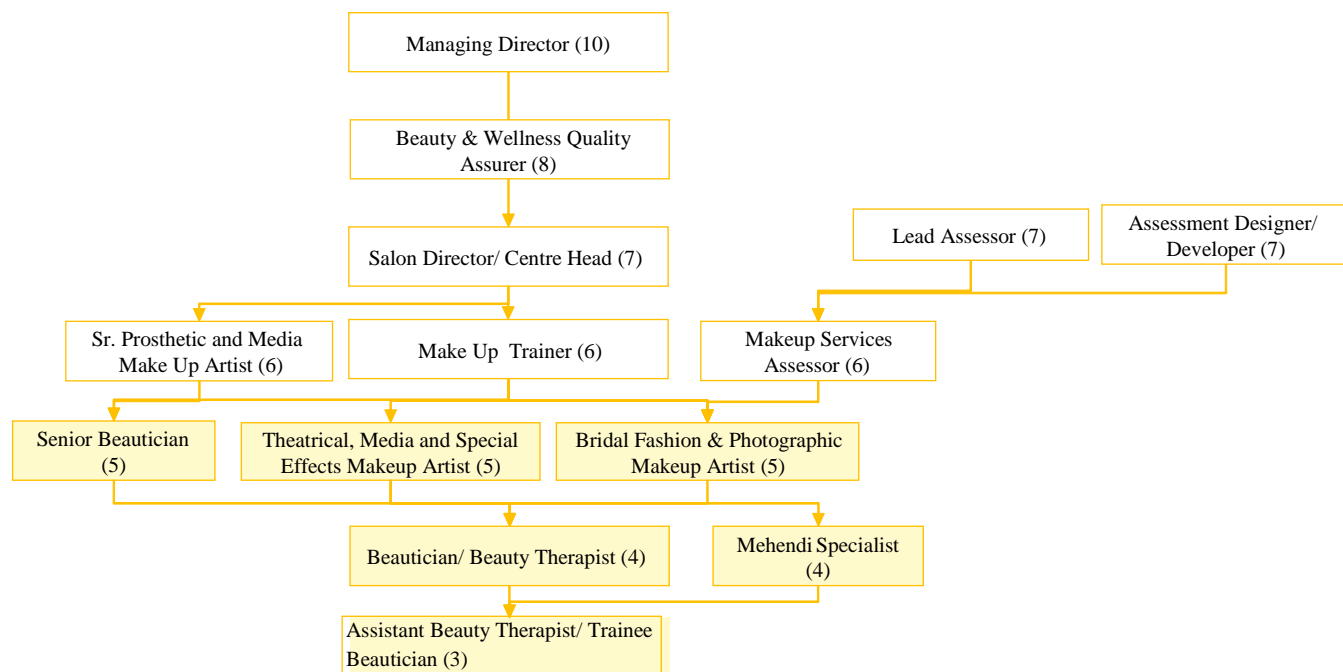 Managing Director (10)
Beauty & Wellness Quality
Assurer (8)
Salon Director/ Centre Head (7)
Lead Assessor (7)
Assessment Designer/
Developer (7)
Sr. Prosthetic and Media
Make Up Artist (6)
Make Up Trainer (6)
Makeup Services
Assessor (6)
Senior Beautician
(5)
Theatrical, Media and Special
Effects Makeup Artist (5)
Bridal Fashion & Photographic
Makeup Artist (5)
Beautician/ Beauty Therapist (4)
Mehendi Specialist
(4)
Assistant Beauty Therapist/ Trainee
Beautician (3)